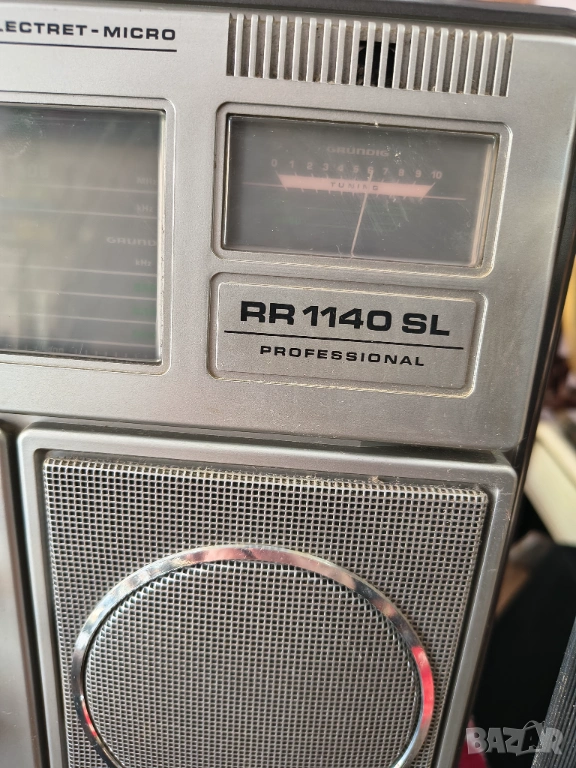 LECTRET-MICRO
GRUNDIG
0 1 2 3 4 5 6 7 8 9 10
TUNING
GRUNDIG
RR 1140 SL
PROFESSIONAL
BAZAR